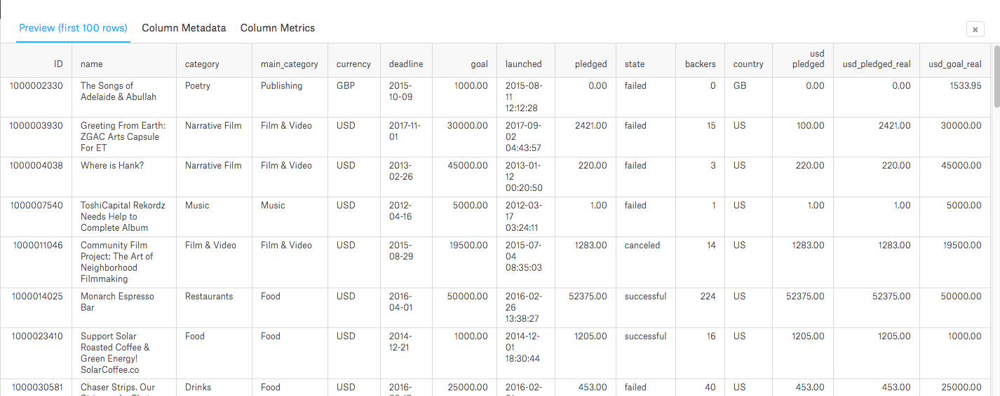 Preview (first 100 rows) Column Metadata Column Metrics
ID name category main_category currency deadline goal launched pledged state backers country usd pledged usd_pledged_real usd_goal_real
1000002330 The Songs of Adelaide & Abullah Poetry Publishing GBP 2015-10-09 1000.00 2015-08-11 12:12:28 0.00 failed 0 GB 0.00 0.00 1533.95
1000003930 Greeting From Earth: ZGAC Arts Capsule For ET Narrative Film Film & Video USD 2017-11-01 30000.00 2017-09-02 04:43:57 2421.00 failed 15 US 100.00 2421.00 30000.00
1000004038 Where is Hank? Narrative Film Film & Video USD 2013-02-26 45000.00 2013-01-12 00:20:50 220.00 failed 3 US 220.00 220.00 45000.00
1000007540 ToshiCapital Rekordz Needs Help to Complete Album Music Music USD 2012-04-16 5000.00 2012-03-17 03:24:11 1.00 failed 1 US 1.00 1.00 5000.00
1000011046 Community Film Project: The Art of Neighborhood Filmmaking Film & Video Film & Video USD 2015-08-29 19500.00 2015-07-04 08:35:03 1283.00 canceled 14 US 1283.00 1283.00 19500.00
1000014025 Monarch Espresso Bar Restaurants Food USD 2016-04-01 50000.00 2016-02-26 13:38:27 52375.00 successful 224 US 52375.00 52375.00 50000.00
1000023410 Support Solar Roasted Coffee & Green Energy! SolarCoffee.co Food Food USD 2014-12-21 1000.00 2014-12-01 18:30:44 1205.00 successful 16 US 1205.00 1205.00 1000.00
1000030581 Chaser Strips. Our Drinks Food USD 2016- 25000.00 2016-02- 453.00 failed 40 US 453.00 453.00 25000.00